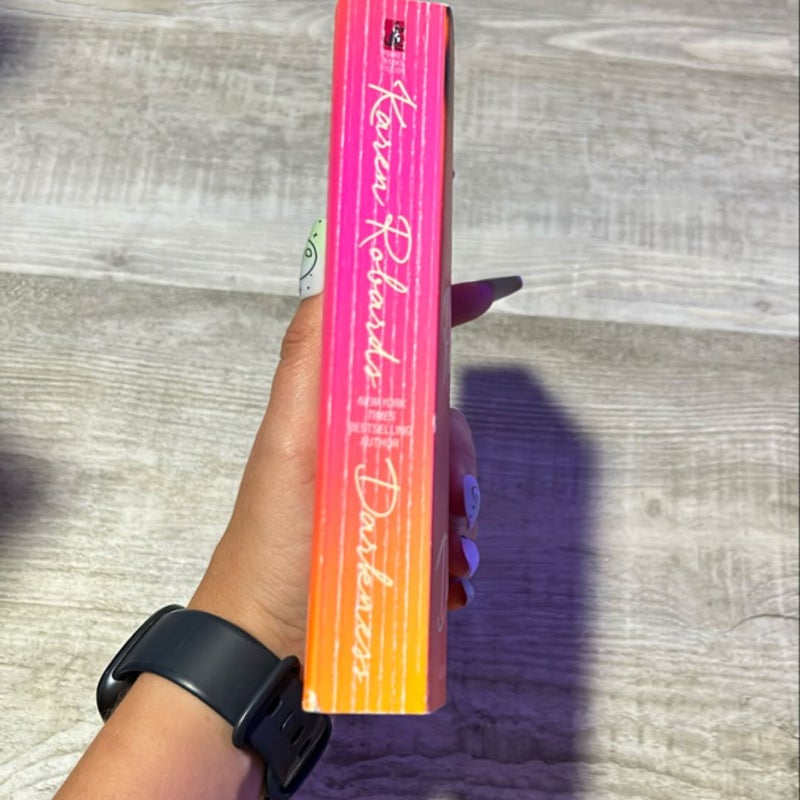 Karen Robards
NEW YORK
TIMES
BESTSELLING
AUTHOR
Darkness